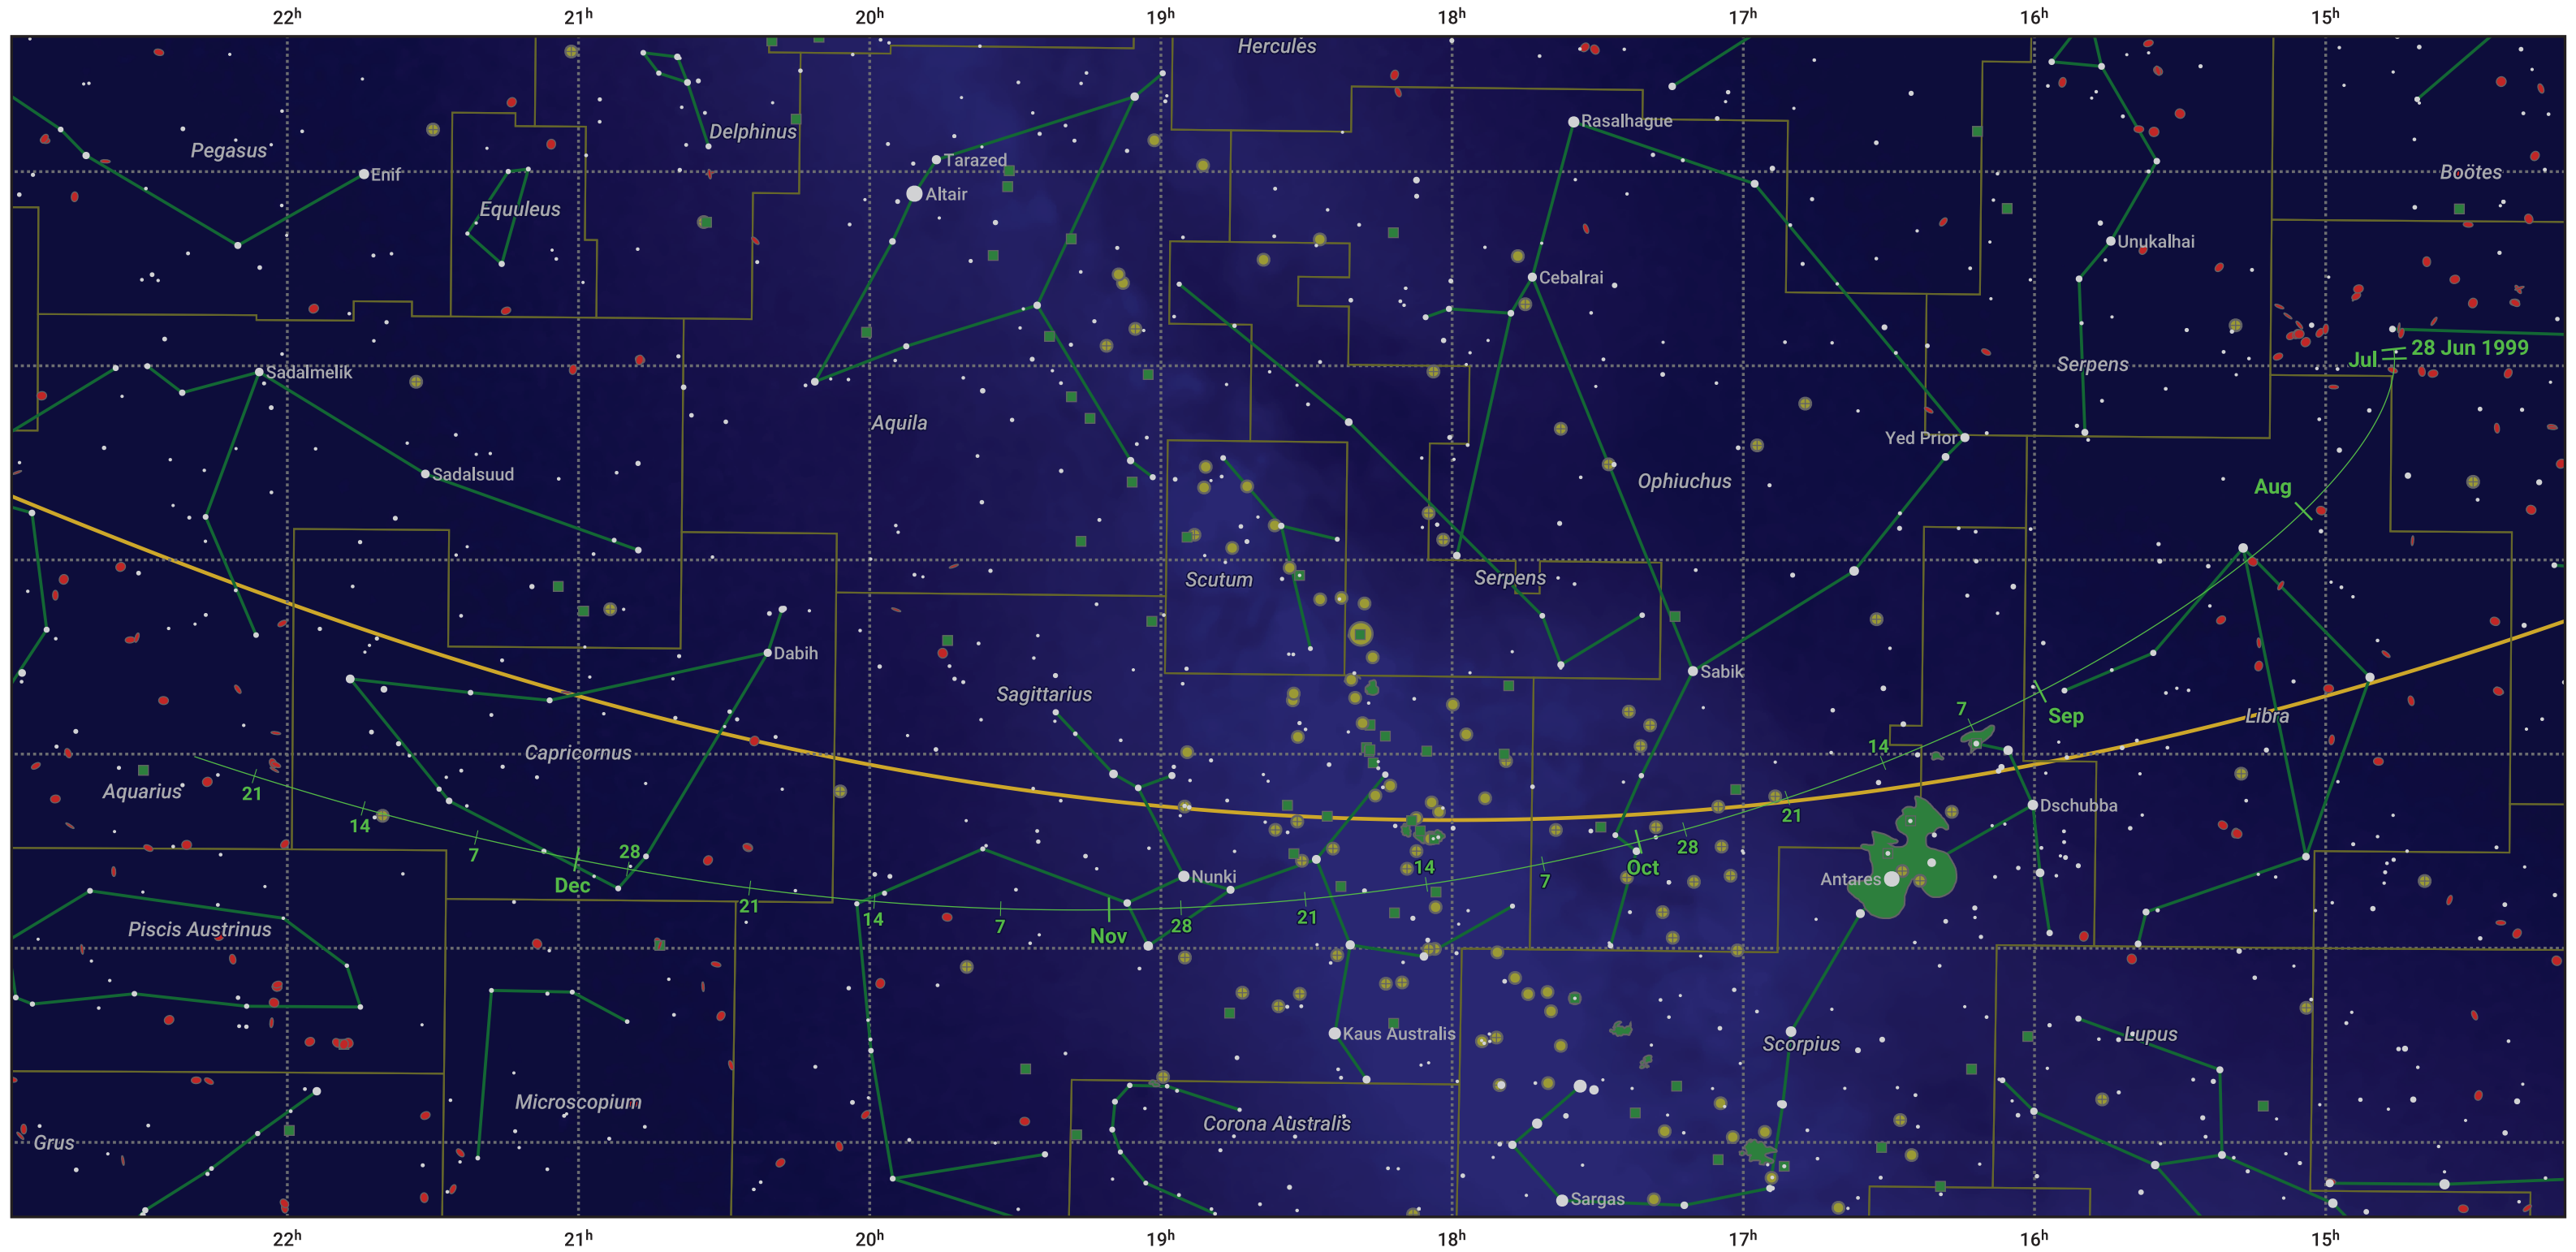 22h 21h 20h 19h 18h 17h 16h 15h
Hercules
Rasalhague
Delphinus
Pegasus
Tarazed
Enif
Boötes
Altair
Equuleus
Unukalhai
Cebalrai
28 Jun 1999
Jul
Serpens
Sadalmelik
Aquila
Yed Prior
Sadalsuud
Ophiuchus
Aug
Scutum
Serpens
Dabih
Sabik
Sagittarius
7
Sep
Libra
14
Capricornus
Aquarius
21
Dschubba
21
14
28
7
28
14
Oct
Nunki
Antares
7
Dec
21
14
7
28
21
Nov
Piscis Austrinus
Kaus Australis
Scorpius
Lupus
Microscopium
Corona Australis
Grus
Sargas
22h 21h 20h 19h 18h 17h 16h 15h